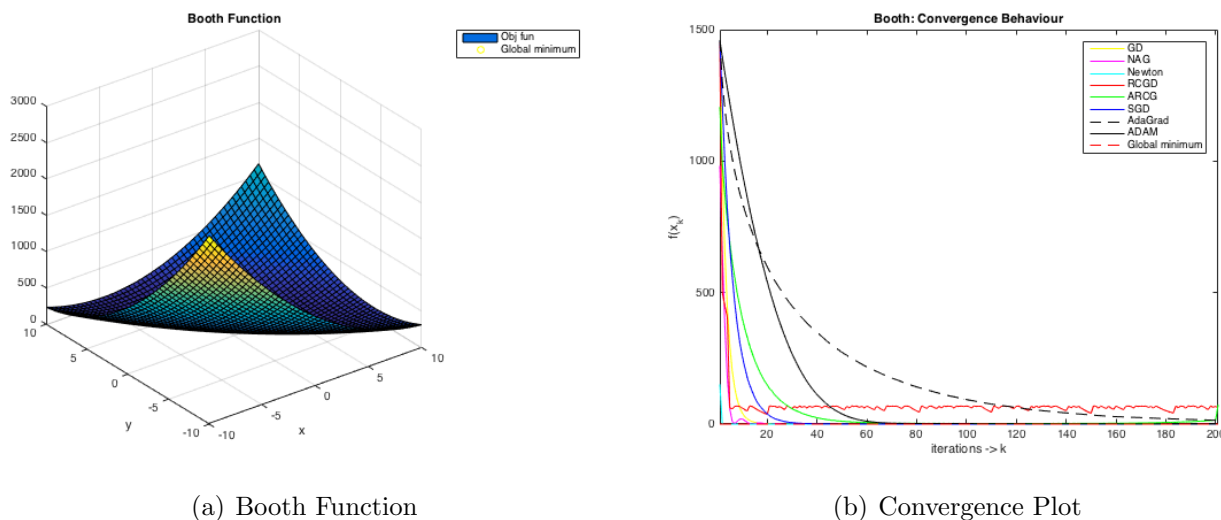 Booth Function
Obj fun
Global minimum
3000
2500
2000
1500
1000
500
0
10
5
0
-5
-10
y
-10
-5
0
5
10
x
Booth: Convergence Behaviour
1500
1000
500
0
f(x_k)
GD
NAG
Newton
RCGD
ARCG
SGD
AdaGrad
ADAM
Global minimum
20 40 60 80 100 120 140 160 180 200
iterations -> k
(a) Booth Function
(b) Convergence Plot